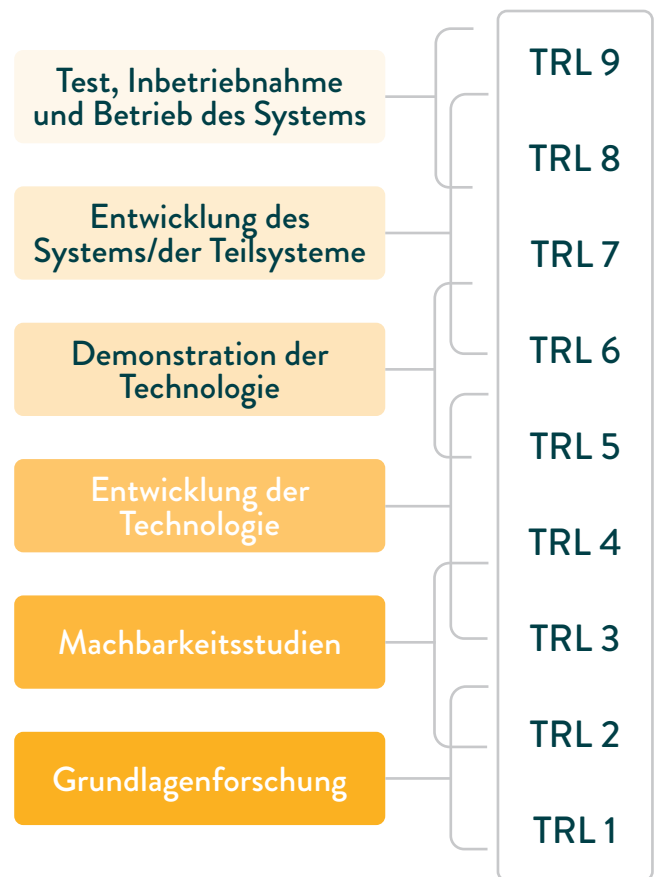 Test, Inbetriebnahme
und Betrieb des Systems
Entwicklung des
Systems/der Teilsysteme
Demonstration der
Technologie
Entwicklung der
Technologie
Machbarkeitsstudien
Grundlagenforschung
TRL 9
TRL 8
TRL 7
TRL 6
TRL 5
TRL 4
TRL 3
TRL 2
TRL 1